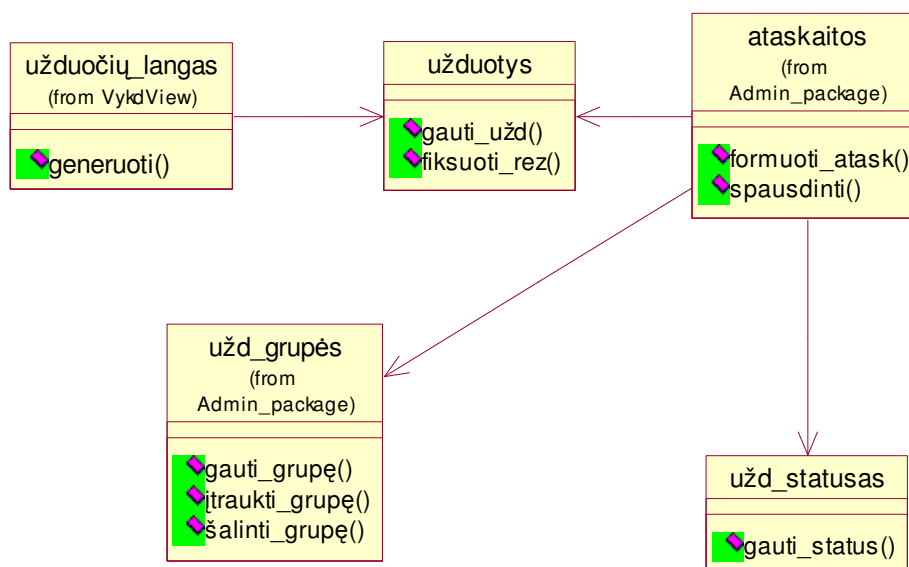 užduočių_langas
(from VykdView)
generuoti()
užduotys
gauti_užd()
fiksuoti_rez()
ataskaitos
(from
Admin_package)
formuoti_atask()
spausdinti()
užd_grupės
(from
Admin_package)
gauti_grupę()
įtraukti_grupę()
šalinti_grupę()
užd_statusas
gauti_status()